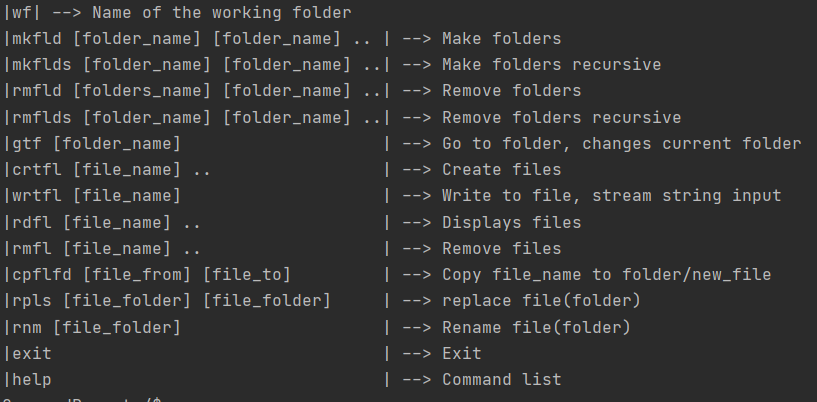 |wf| --> Name of the working folder
|mkfld [folder_name] [folder_name] .. | --> Make folders
|mkflds [folder_name] [folder_name] ..| --> Make folders recursive
|rmfld [folders_name] [folder_name] ..| --> Remove folders
|rmflds [folder_name] [folder_name] ..| --> Remove folders recursive
|gtf [folder_name]                    | --> Go to folder, changes current folder
|crtfl [file_name] ..                 | --> Create files
|wrtfl [file_name]                    | --> Write to file, stream string input
|rdfl [file_name] ..                  | --> Displays files
|rmfl [file_name] ..                  | --> Remove files
|cpflfd [file_from] [file_to]         | --> Copy file_name to folder/new_file
|rpls [file_folder] [file_folder]     | --> replace file(folder)
|rnm [file_folder]                    | --> Rename file(folder)
|exit                                 | --> Exit
|help                                 | --> Command list